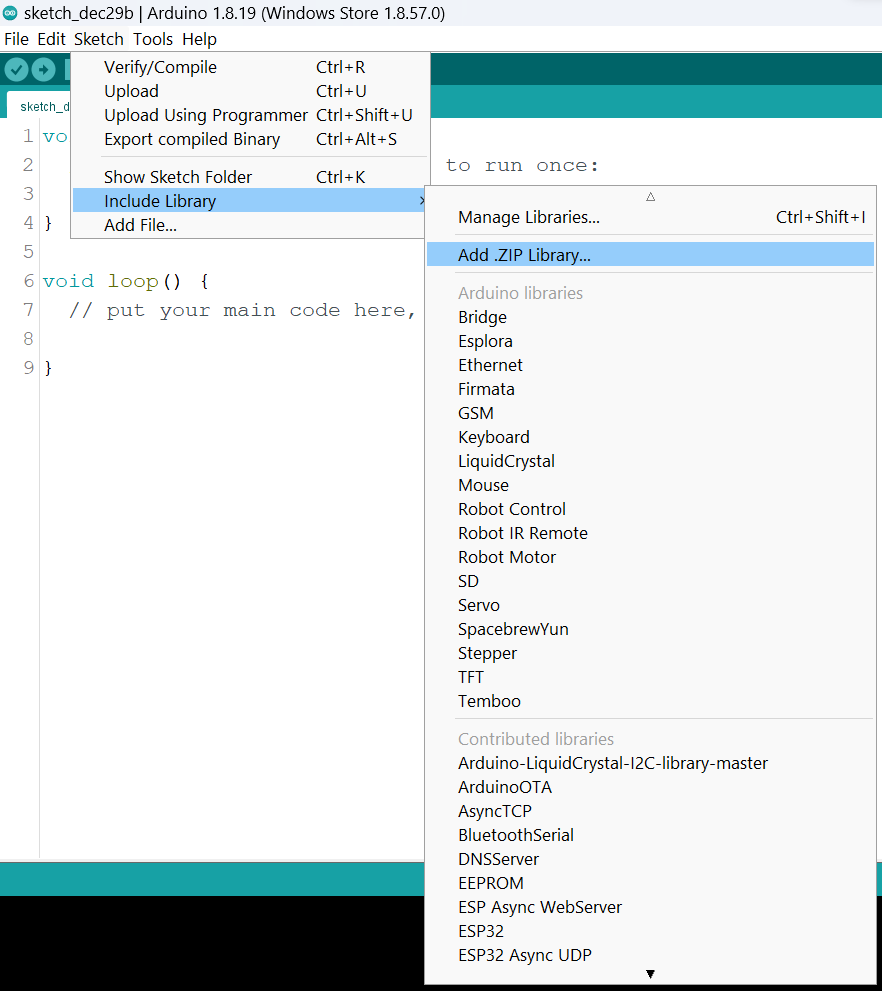 sketch_dec29b | Arduino 1.8.19 (Windows Store 1.8.57.0)
File Edit Sketch Tools Help
Verify/Compile Ctrl+R
Upload Ctrl+U
Upload Using Programmer Ctrl+Shift+U
Export compiled Binary Ctrl+Alt+S
Show Sketch Folder Ctrl+K
Include Library
Add File...
sketch_d
1 vo
2 to run once:
3
4 }
5
6 void loop() {
7 // put your main code here,
8
9 }
Manage Libraries... Ctrl+Shift+I
Add .ZIP Library...
Arduino libraries
Bridge
Esplora
Ethernet
Firmata
GSM
Keyboard
LiquidCrystal
Mouse
Robot Control
Robot IR Remote
Robot Motor
SD
Servo
SpacebrewYun
Stepper
TFT
Temboo
Contributed libraries
Arduino-LiquidCrystal-I2C-library-master
ArduinoOTA
AsyncTCP
BluetoothSerial
DNSServer
EEPROM
ESP Async WebServer
ESP32
ESP32 Async UDP